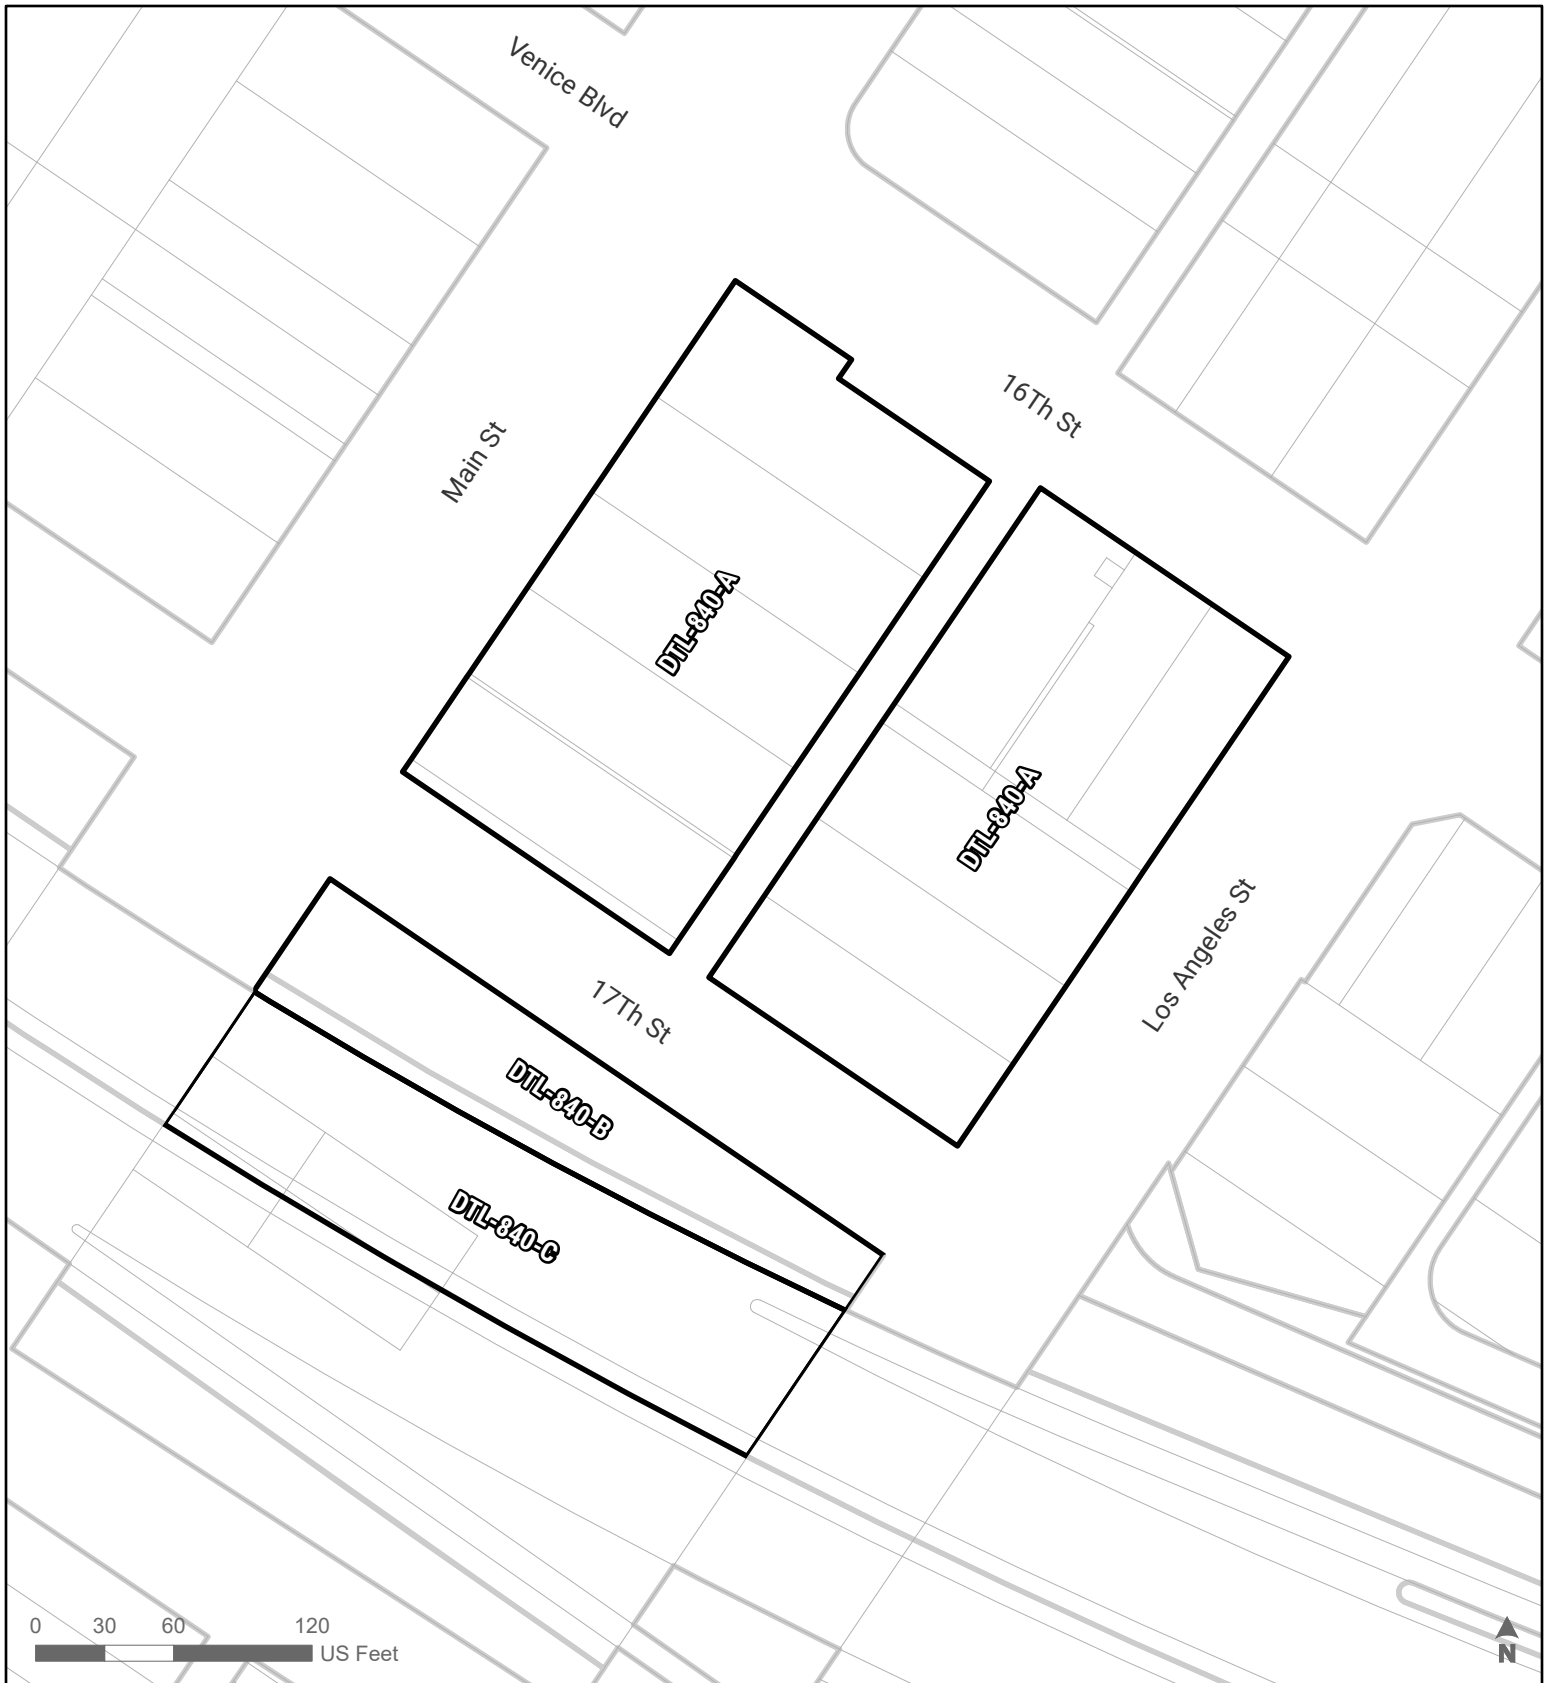 Venice Blvd
16Th St
Main St
DTL-840-A
DTL-840-A
Los Angeles St
17Th St
DTL-840-B
DTL-840-C
0 30 60 120
US Feet
N